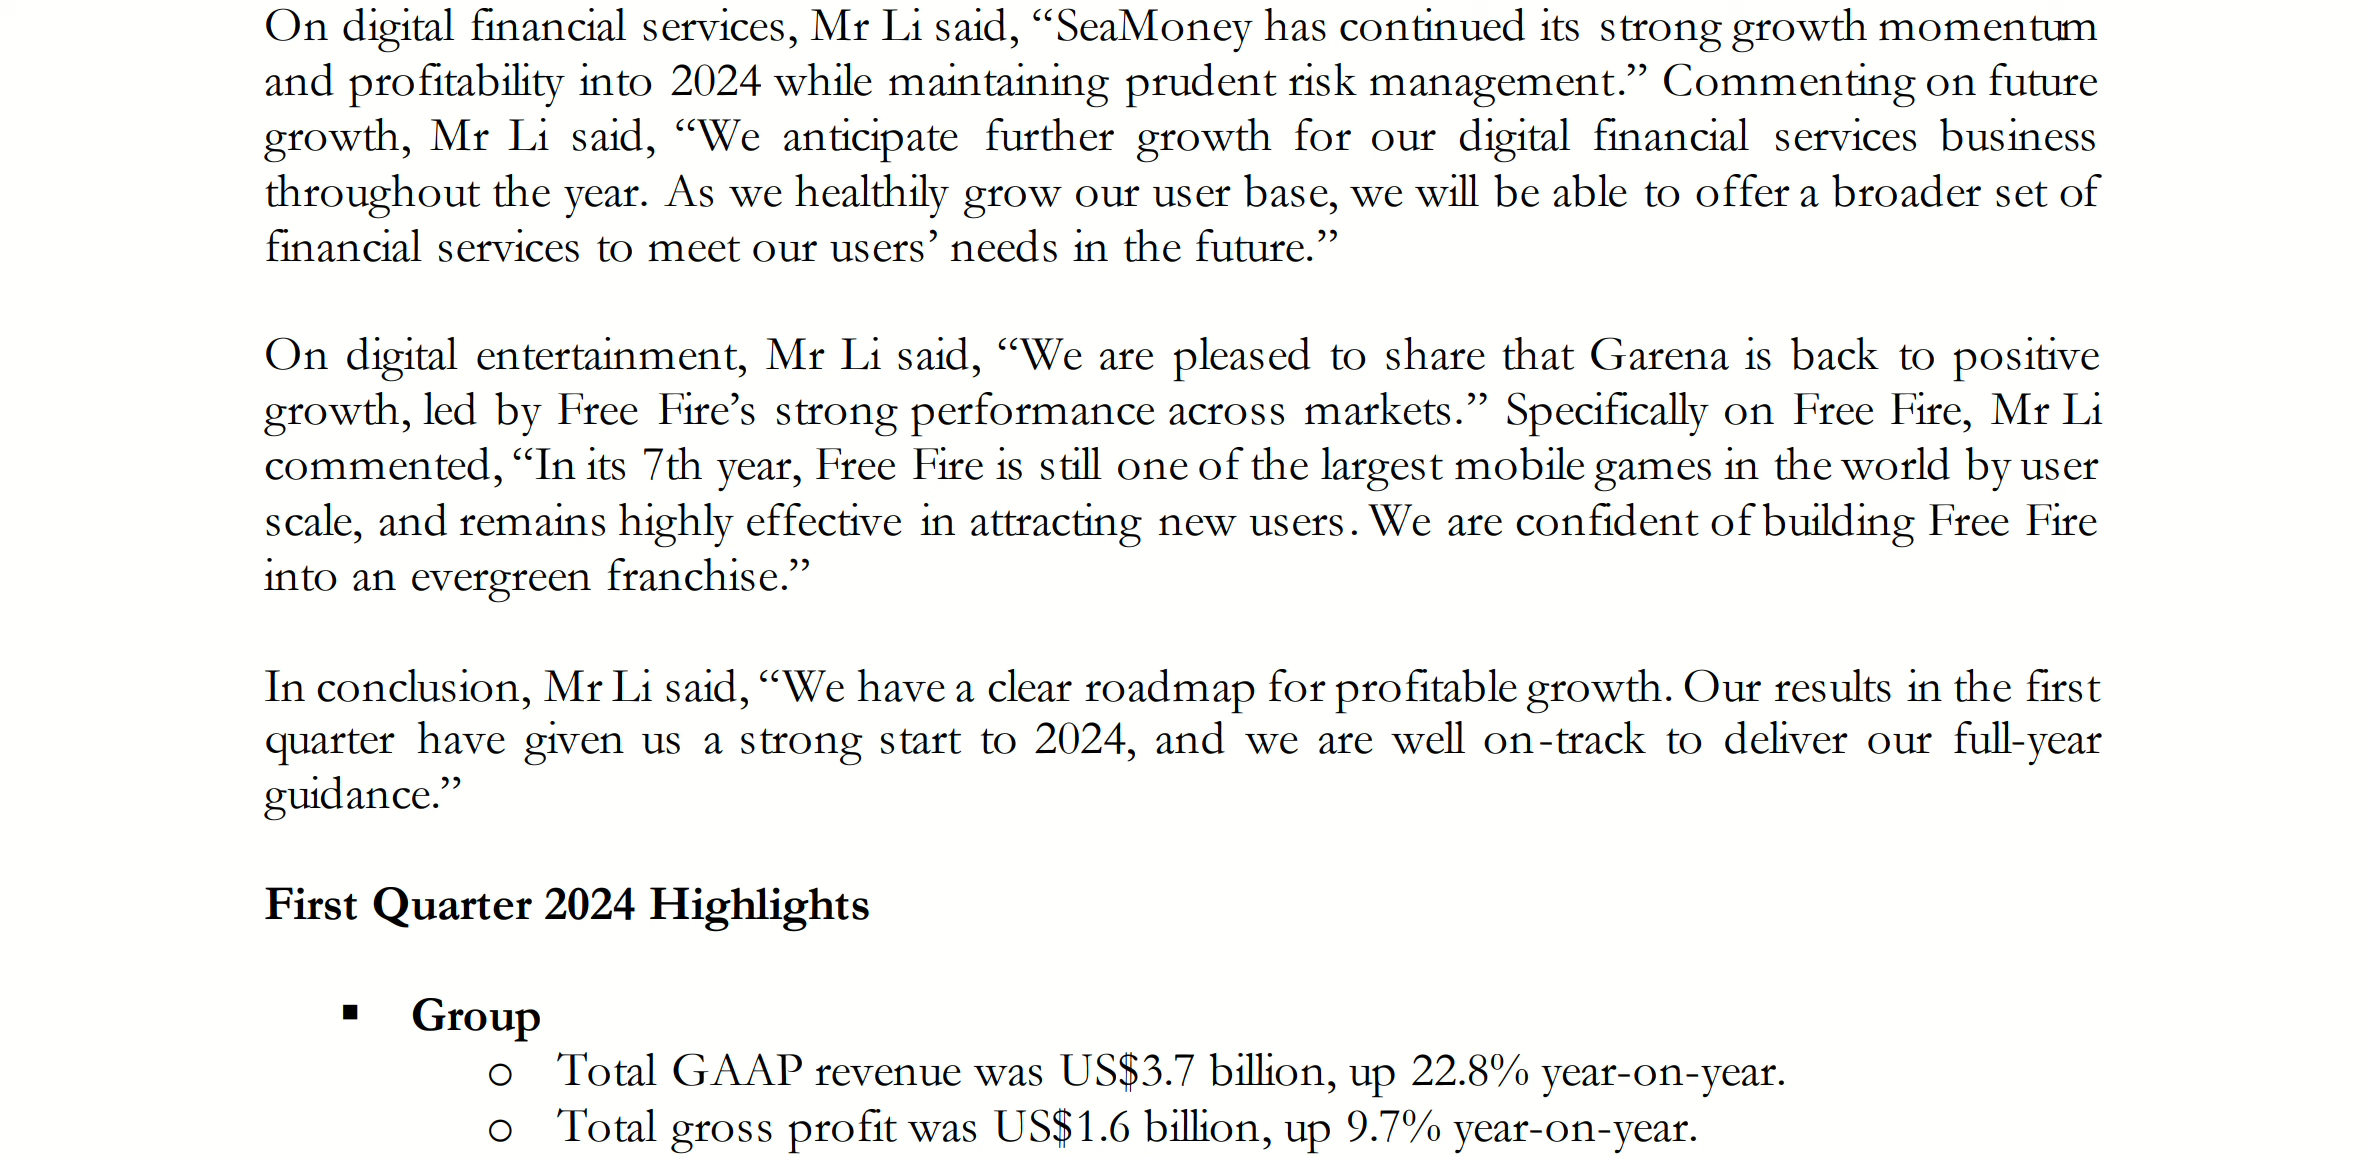 On digital financial services, Mr Li said, “SeaMoney has continued its strong growth momentum
and profitability into 2024 while maintaining prudent risk management.” Commenting on future
growth, Mr Li said, “We anticipate further growth for our digital financial services business
throughout the year. As we healthily grow our user base, we will be able to offer a broader set of
financial services to meet our users’ needs in the future.”
On digital entertainment, Mr Li said, “We are pleased to share that Garena is back to positive
growth, led by Free Fire’s strong performance across markets.” Specifically on Free Fire, Mr Li
commented, “In its 7th year, Free Fire is still one of the largest mobile games in the world by user
scale, and remains highly effective in attracting new users. We are confident of building Free Fire
into an evergreen franchise.”
In conclusion, Mr Li said, “We have a clear roadmap for profitable growth. Our results in the first
quarter have given us a strong start to 2024, and we are well on-track to deliver our full-year
guidance.”
First Quarter 2024 Highlights
▪ Group
o Total GAAP revenue was US$3.7 billion, up 22.8% year-on-year.
o Total gross profit was US$1.6 billion, up 9.7% year-on-year.